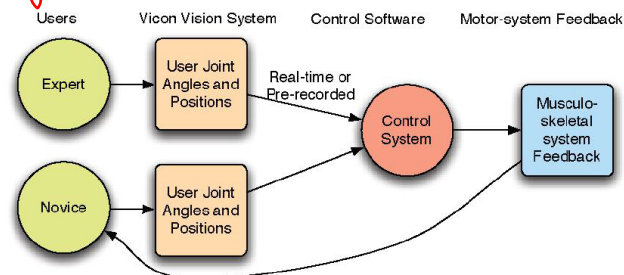 Users
Vicon Vision System
Control Software
Motor-system Feedback
Expert
User Joint
Angles and
Positions
Real-time or
Pre-recorded
Control
System
Musculo-
skeletal
system
Feedback
Novice
User Joint
Angles and
Positions